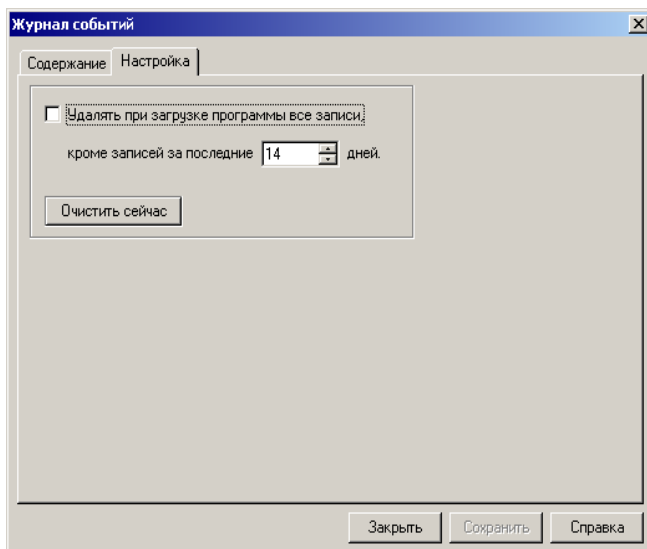 Журнал событий
Содержание Настройка
Удалять при загрузке программы все записи,
кроме записей за последние 14 дней.
Очистить сейчас
Закрыть Сохранить Справка